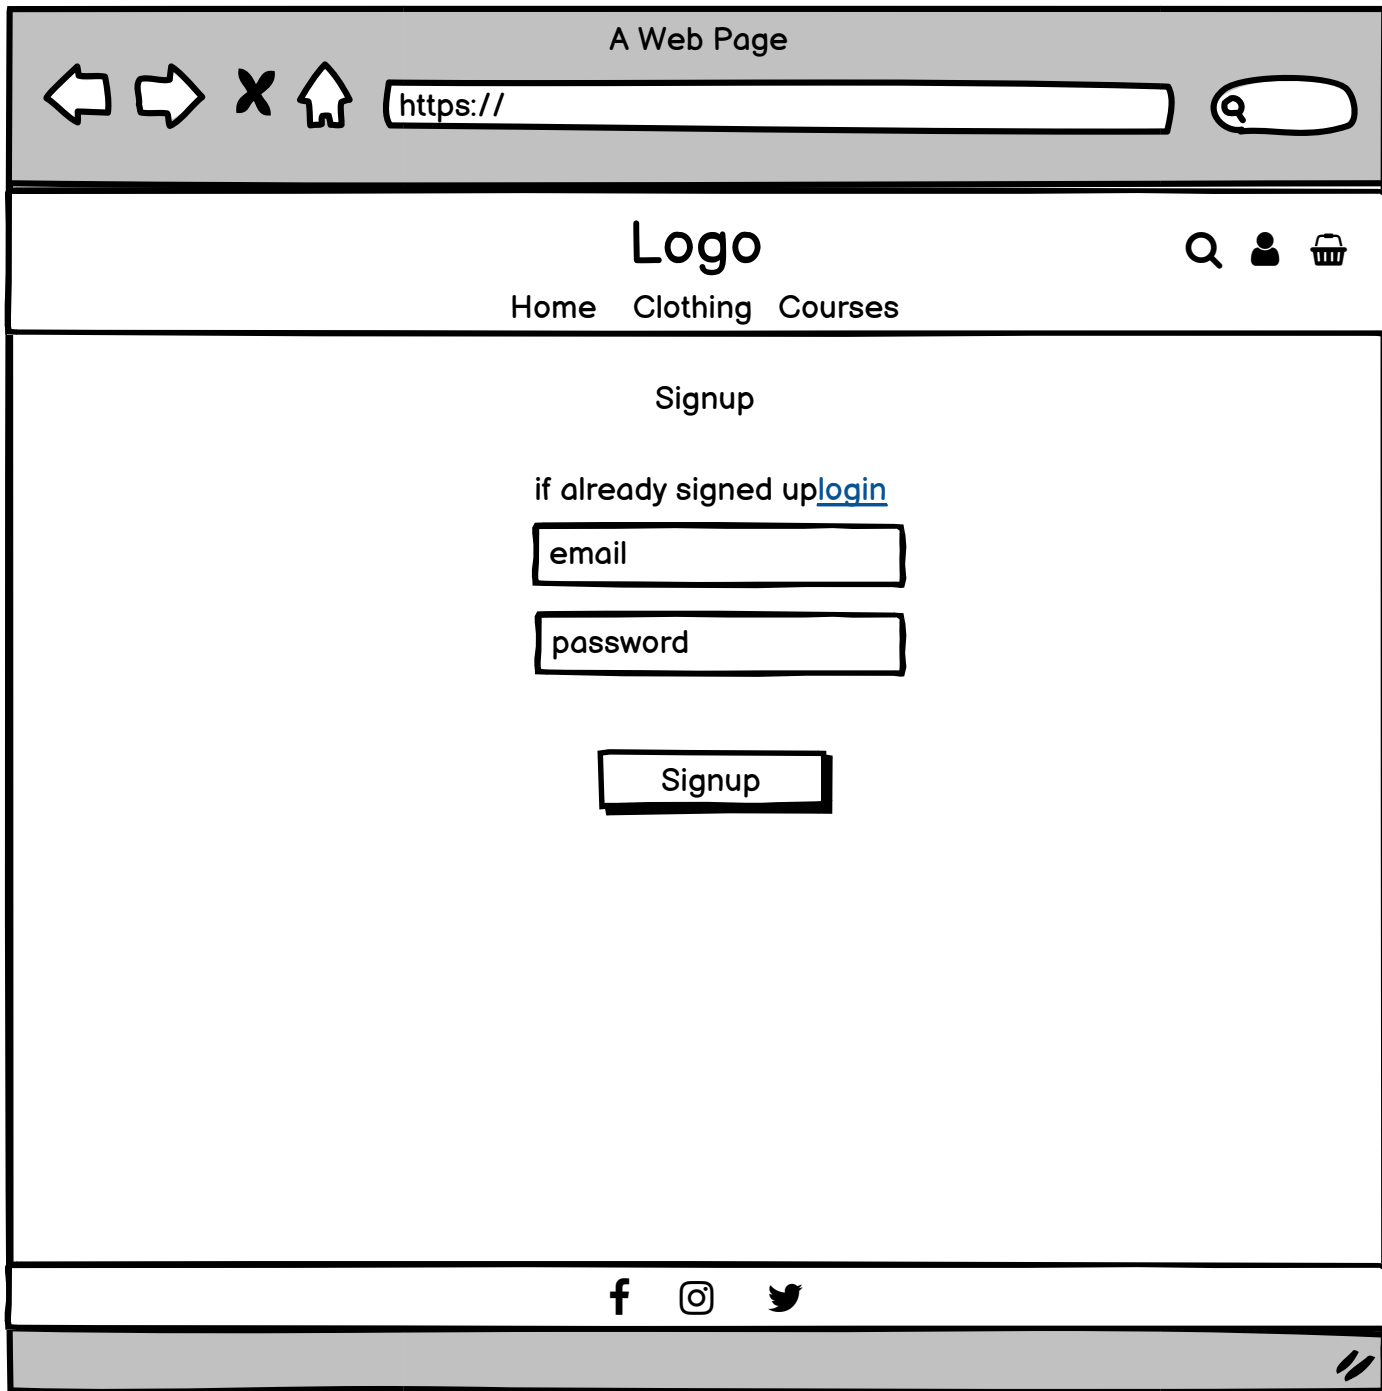 A Web Page
https://
Logo
Home Clothing Courses
Signup
if already signed uplogin
email
password
Signup